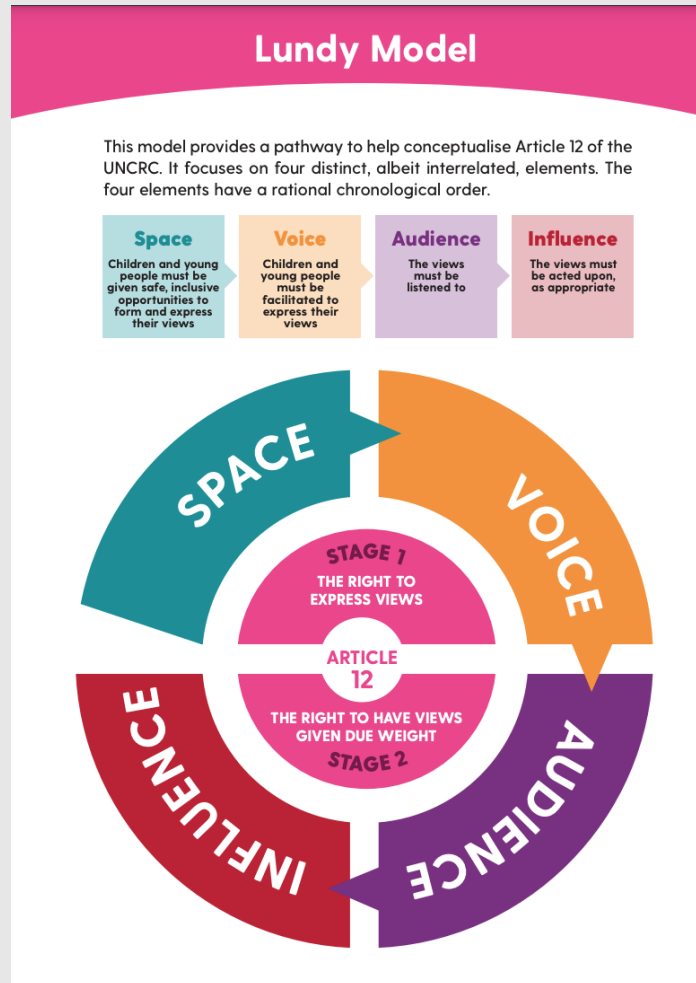 Lundy Model
This model provides a pathway to help conceptualise Article 12 of the
UNCRC. It focuses on four distinct, albeit interrelated, elements. The
four elements have a rational chronological order.
Space
Children and young
people must be
given safe, inclusive
opportunities to
form and express
their views
Voice
Children and
young people
must be
facilitated to
express their
views
Audience
The views
must be
listened to
Influence
The views must
be acted upon,
as appropriate
SPACE
VOICE
STAGE 1
THE RIGHT TO
EXPRESS VIEWS
ARTICLE
12
THE RIGHT TO HAVE VIEWS
GIVEN DUE WEIGHT
STAGE 2
AUDIENCE
INFLUENCE